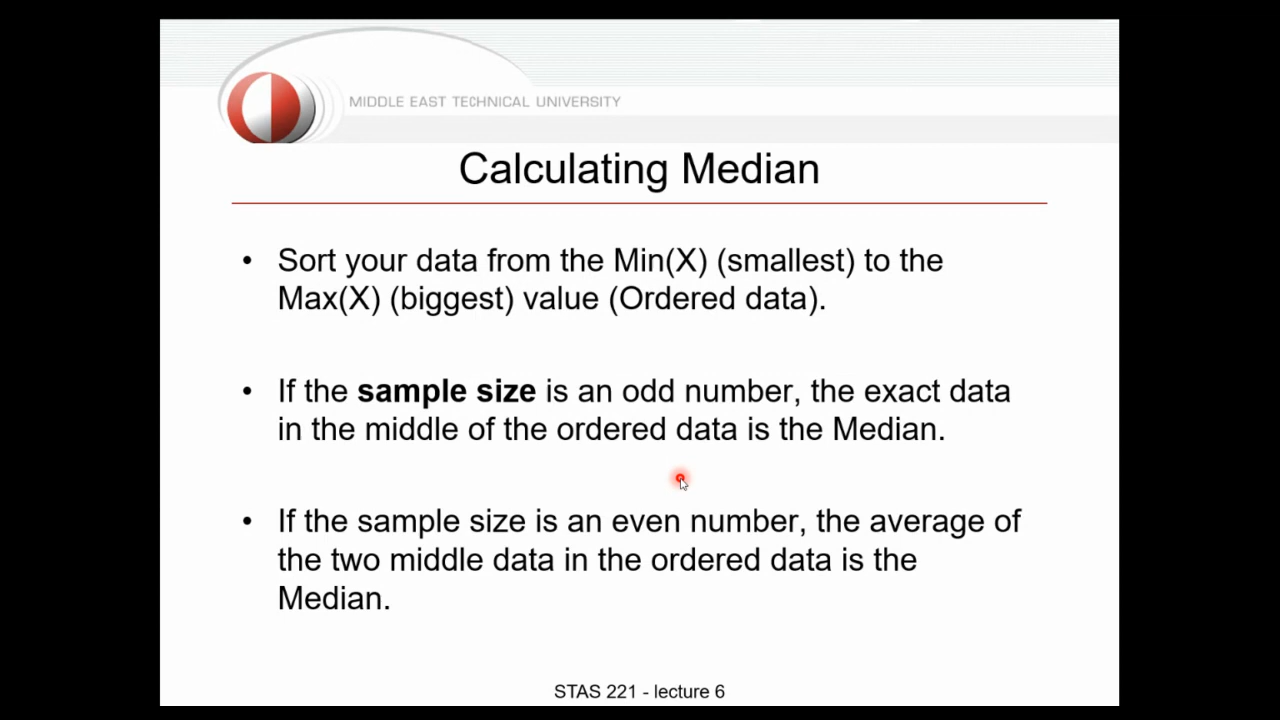 MIDDLE EAST TECHNICAL UNIVERSITY
Calculating Median
• Sort your data from the Min(X) (smallest) to the
Max(X) (biggest) value (Ordered data).
• If the sample size is an odd number, the exact data
in the middle of the ordered data is the Median.
• If the sample size is an even number, the average of
the two middle data in the ordered data is the
Median.
STAS 221 - lecture 6